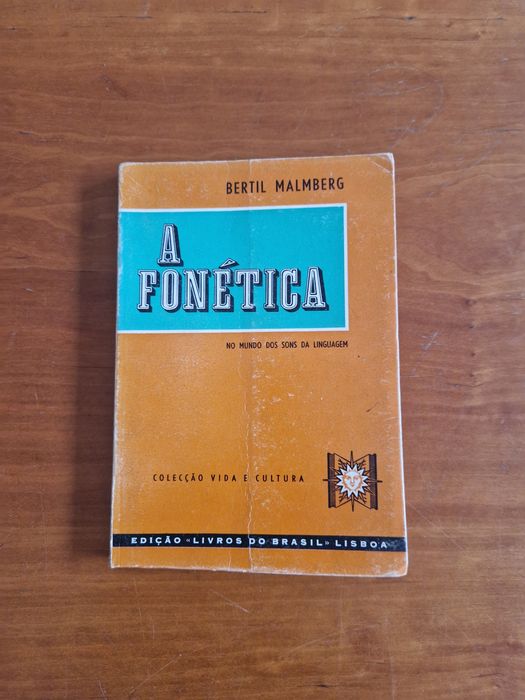 BERTIL MALMBERG
A
FONÉTICA
NO MUNDO DOS SONS DA LINGUAGEM
COLECÇÃO VIDA E CULTURA
EDIÇÃO «LIVROS DO BRASIL» LISBOA